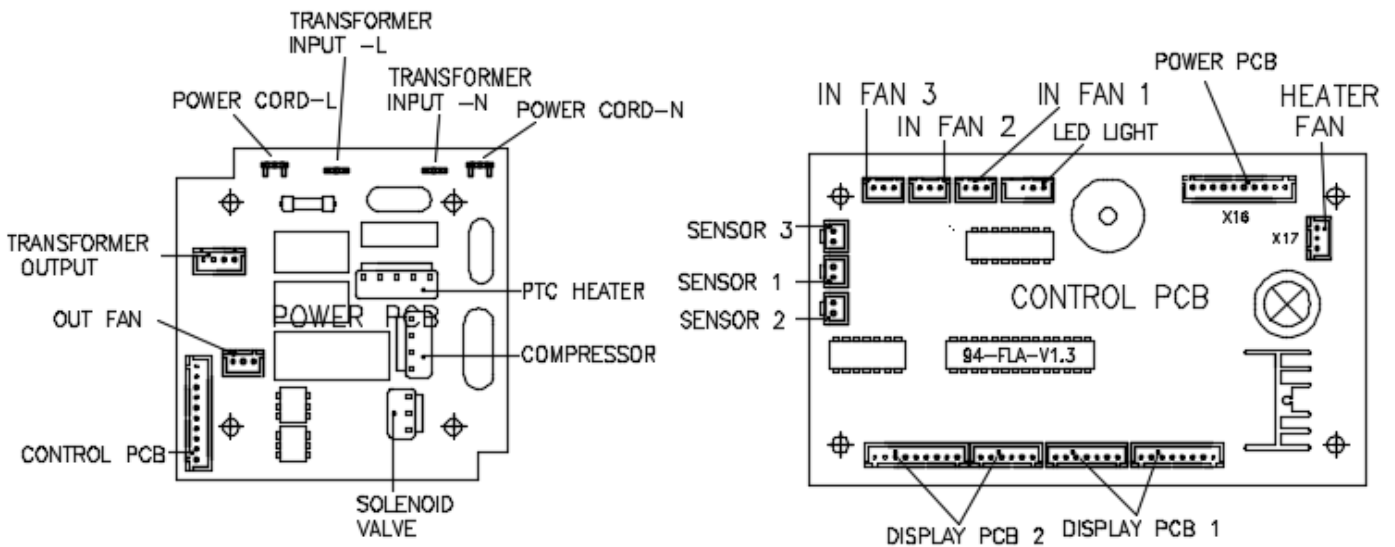 TRANSFORMER
INPUT -L
TRANSFORMER
INPUT -N
POWER CORD-L
POWER CORD-N
TRANSFORMER
OUTPUT
PTC HEATER
OUT FAN
POWER PCB
COMPRESSOR
CONTROL PCB
SOLENOID
VALVE
POWER PCB
IN FAN 3
IN FAN 1
HEATER
FAN
IN FAN 2
LED LIGHT
X16
SENSOR 3
X17
SENSOR 1
CONTROL PCB
SENSOR 2
94-FLA-V1.3
DISPLAY PCB 2
DISPLAY PCB 1